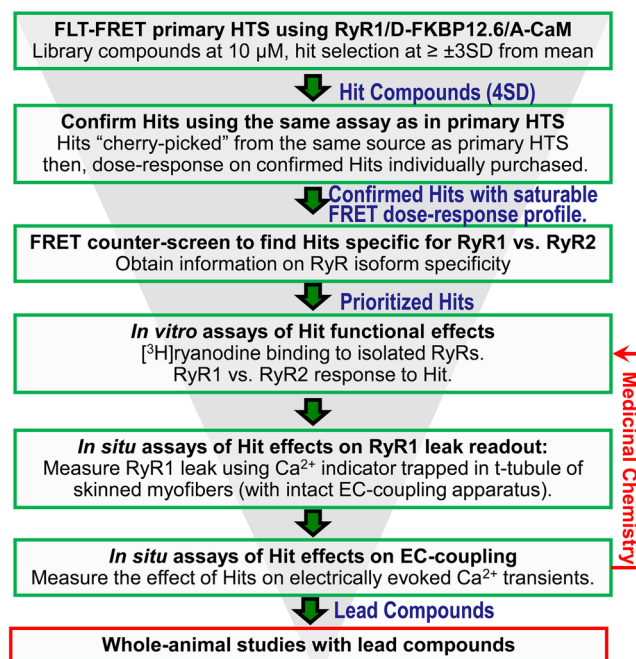 FLT-FRET primary HTS using RyR1/D-FKBP12.6/A-CaM
Library compounds at 10 µM, hit selection at ≥ ±3SD from mean
Hit Compounds (4SD)
Confirm Hits using the same assay as in primary HTS
Hits “cherry-picked” from the same source as primary HTS
then, dose-response on confirmed Hits individually purchased.
Confirmed Hits with saturable
FRET dose-response profile.
FRET counter-screen to find Hits specific for RyR1 vs. RyR2
Obtain information on RyR isoform specificity
Prioritized Hits
In vitro assays of Hit functional effects
[³H]ryanodine binding to isolated RyRs.
RyR1 vs. RyR2 response to Hit.
In situ assays of Hit effects on RyR1 leak readout:
Measure RyR1 leak using Ca²⁺ indicator trapped in t-tubule of
skinned myofibers (with intact EC-coupling apparatus).
In situ assays of Hit effects on EC-coupling
Measure the effect of Hits on electrically evoked Ca²⁺ transients.
Medicinal Chemistry
Lead Compounds
Whole-animal studies with lead compounds